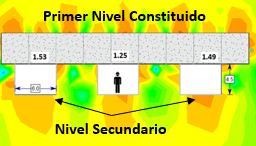 Primer Nivel Constituido
1.53 1.25 1.49
6.0 4.5
Nivel Secundario